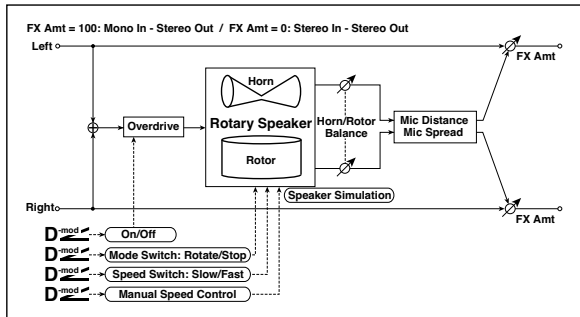 FX Amt = 100: Mono In - Stereo Out / FX Amt = 0: Stereo In - Stereo Out
Left
FX Amt
Horn
Rotary Speaker
Overdrive
Horn/Rotor
Balance
Mic Distance
Mic Spread
Rotor
Speaker Simulation
Right
FX Amt
D-mod On/Off
D-mod Mode Switch: Rotate/Stop
D-mod Speed Switch: Slow/Fast
D-mod Manual Speed Control